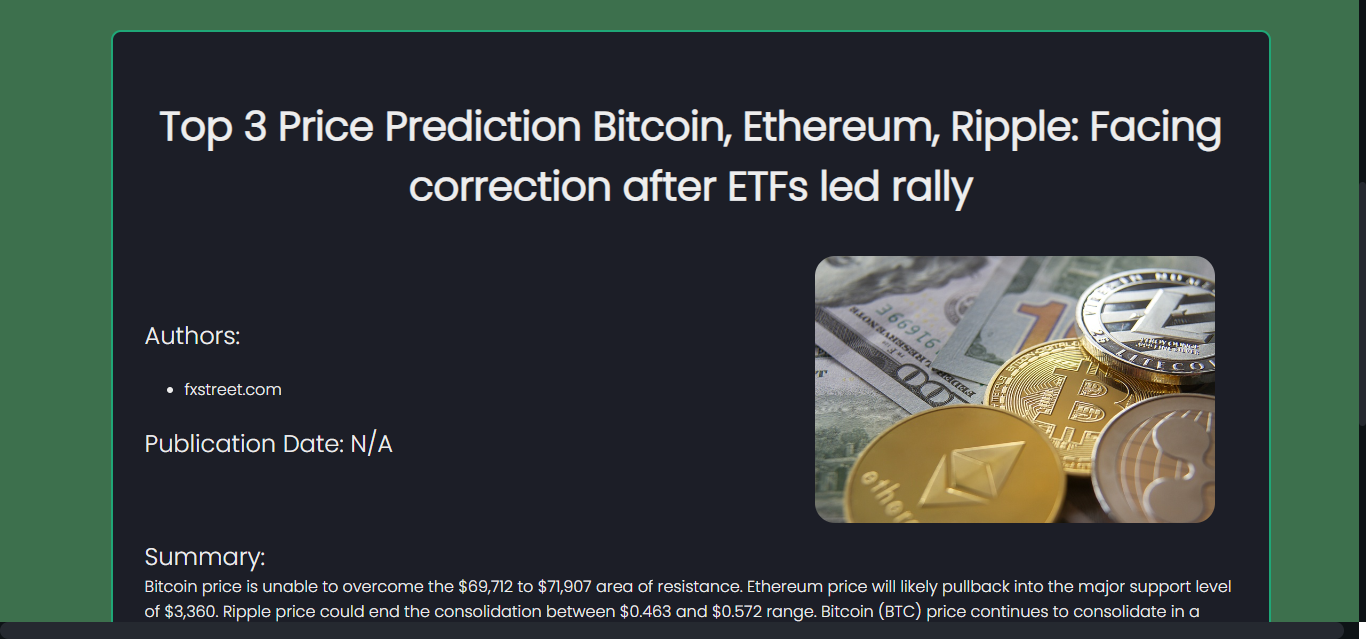 Top 3 Price Prediction Bitcoin, Ethereum, Ripple: Facing
correction after ETFs led rally
Authors:
fxstreet.com
Publication Date: N/A
Summary:
Bitcoin price is unable to overcome the $69,712 to $71,907 area of resistance. Ethereum price will likely pullback into the major support level
of $3,360. Ripple price could end the consolidation between $0.463 and $0.572 range. Bitcoin (BTC) price continues to consolidate in a